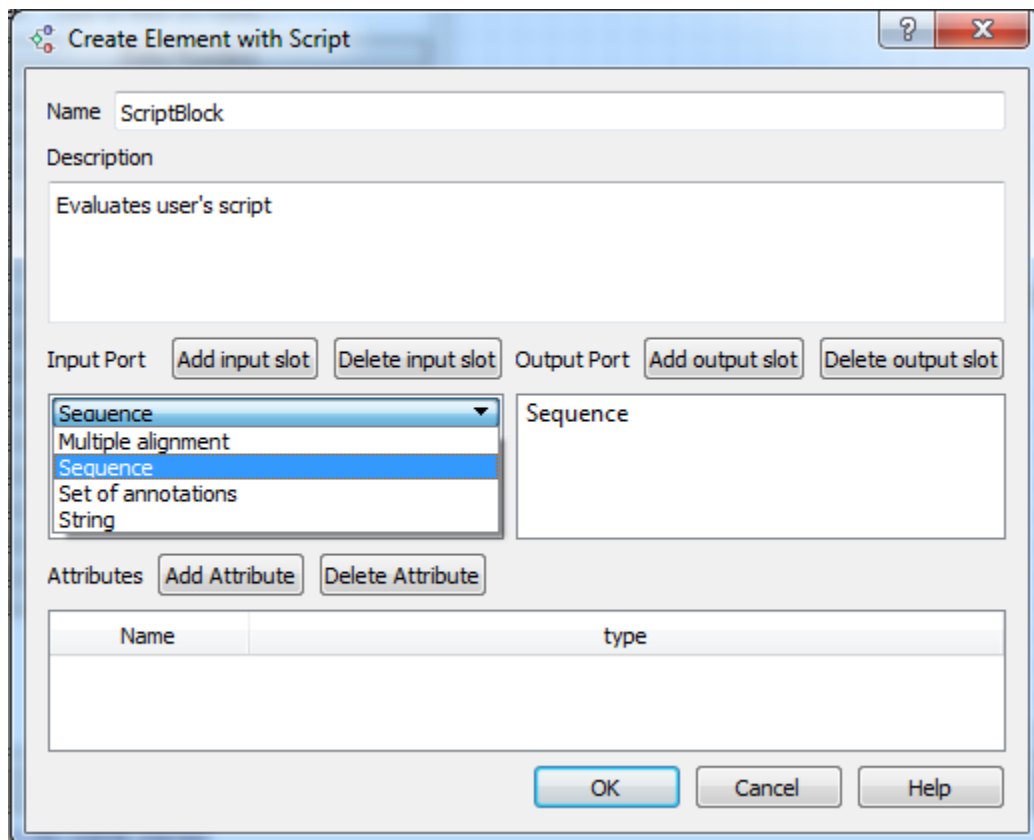 Create Element with Script
?
Name ScriptBlock
Description
Evaluates user's script
Input Port Add input slot Delete input slot Output Port Add output slot Delete output slot
Sequence Sequence
Multiple alignment
Sequence
Set of annotations
String
Attributes Add Attribute Delete Attribute
Name type
OK Cancel Help